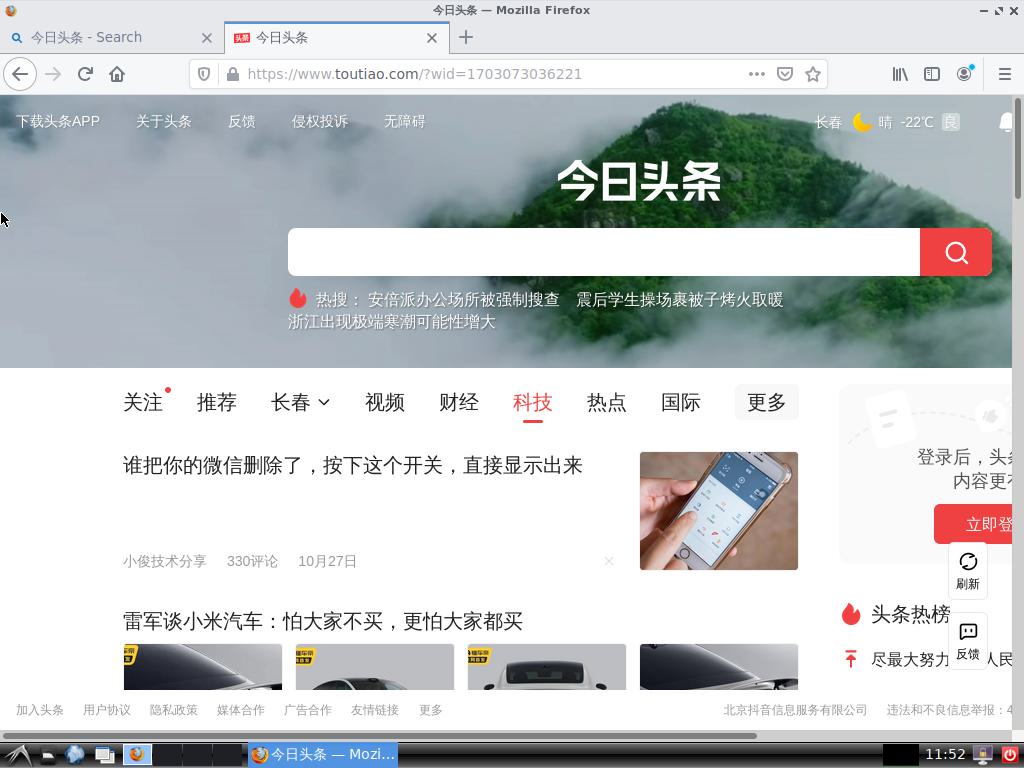 今日头条 — Mozilla Firefox
今日头条 - Search
头条 今日头条
https://www.toutiao.com/?wid=1703073036221
下载头条APP 关于头条 反馈 侵权投诉 无障碍 长春 晴 -22℃ 良
今日头条
热搜： 安倍派办公场所被强制搜查 震后学生操场裹被子烤火取暖
浙江出现极端寒潮可能性增大
关注 推荐 长春 视频 财经 科技 热点 国际 更多
登录后，头条
内容更
立即登
谁把你的微信删除了，按下这个开关，直接显示出来
小俊技术分享 330评论 10月27日
刷新
头条热榜
反馈
尽最大努力 人民
雷军谈小米汽车：怕大家不买，更怕大家都买
加入头条 用户协议 隐私政策 媒体合作 广告合作 友情链接 更多 北京抖音信息服务有限公司 违法和不良信息举报：4
今日头条 — Mozi... 11:52